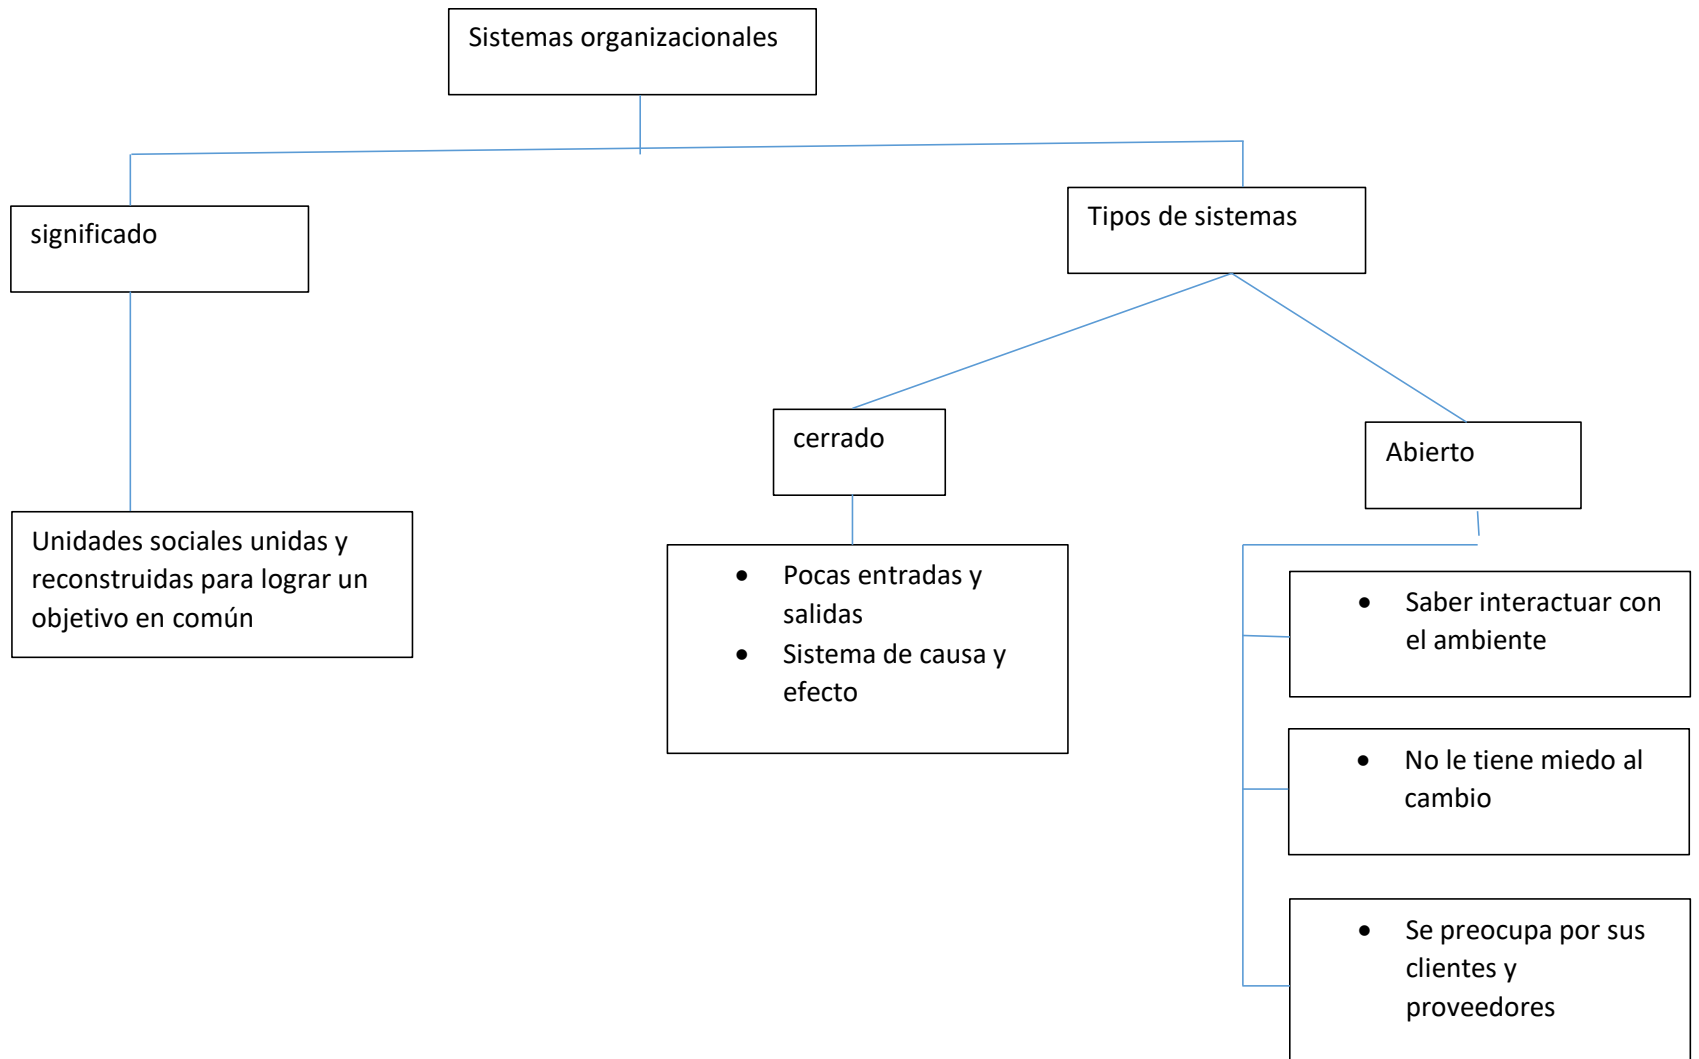 Sistemas organizacionales
significado
Tipos de sistemas
cerrado
Abierto
Unidades sociales unidas y
reconstruidas para lograr un
objetivo en común
• Pocas entradas y
salidas
• Sistema de causa y
efecto
• Saber interactuar con
el ambiente
• No le tiene miedo al
cambio
• Se preocupa por sus
clientes y
proveedores